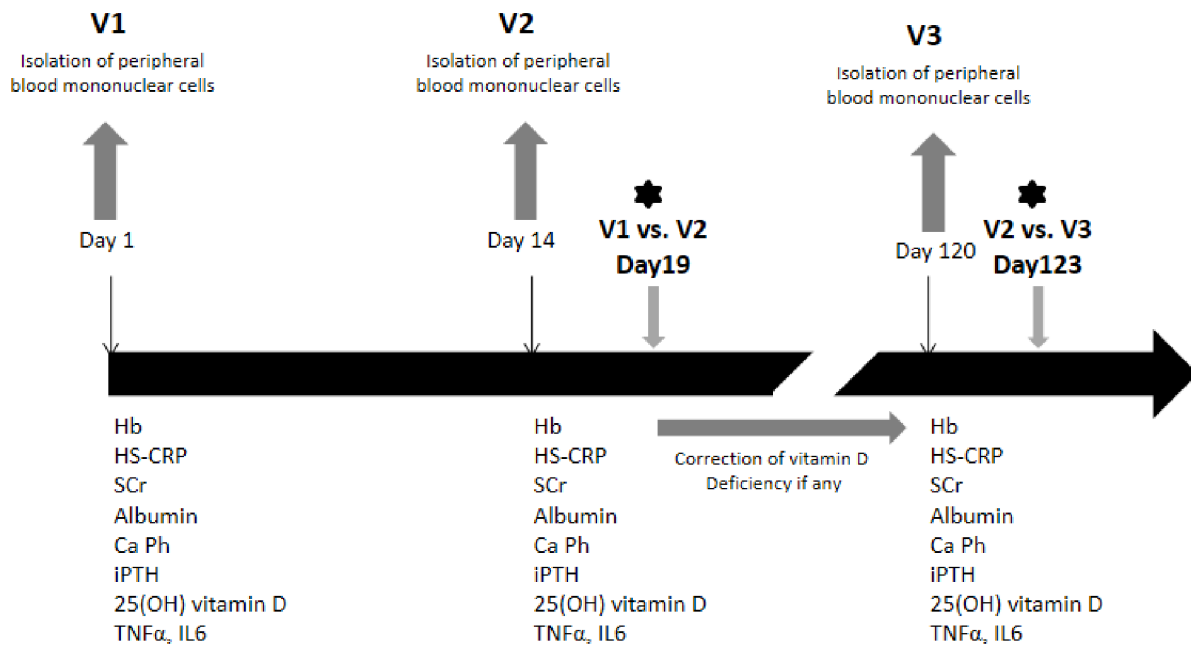 V1
Isolation of peripheral
blood mononuclear cells
Day 1
V2
Isolation of peripheral
blood mononuclear cells
Day 14
V1 vs. V2
Day19
V3
Isolation of peripheral
blood mononuclear cells
Day 120
V2 vs. V3
Day123
Hb
HS-CRP
SCr
Albumin
Ca Ph
iPTH
25(OH) vitamin D
TNFα, IL6
Hb
HS-CRP
SCr
Albumin
Ca Ph
iPTH
25(OH) vitamin D
TNFα, IL6
Correction of vitamin D
Deficiency if any
Hb
HS-CRP
SCr
Albumin
Ca Ph
iPTH
25(OH) vitamin D
TNFα, IL6